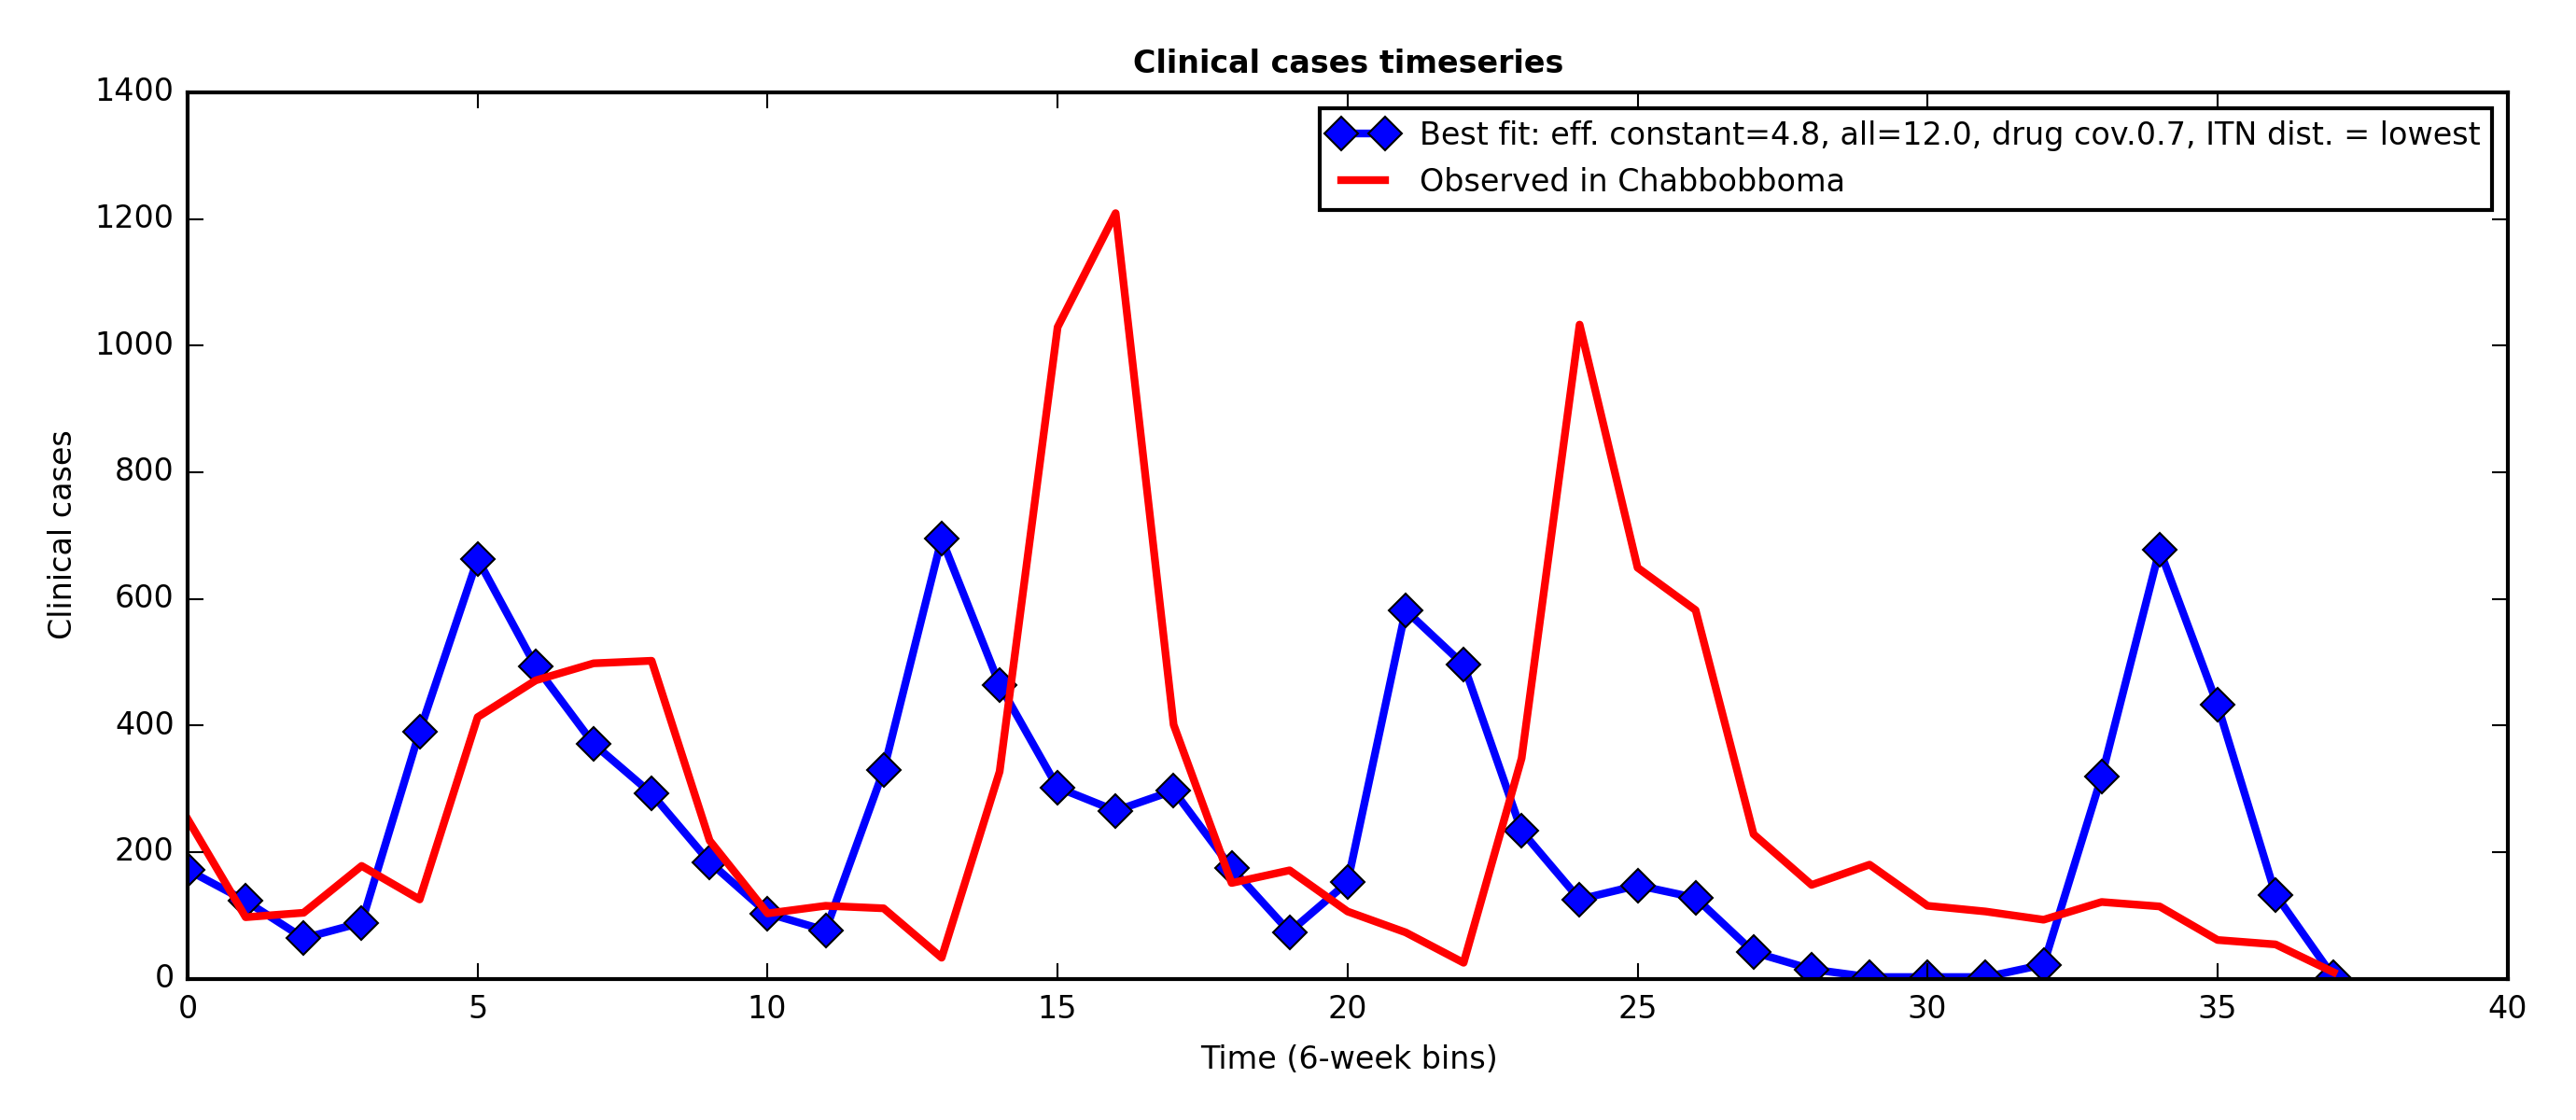 Clinical cases timeseries
1400
1200
1000
800
600
400
200
0
Clinical cases
Best fit: eff. constant=4.8, all=12.0, drug cov.0.7, ITN dist. = lowest
Observed in Chabbobboma
0 5 10 15 20 25 30 35 40
Time (6-week bins)